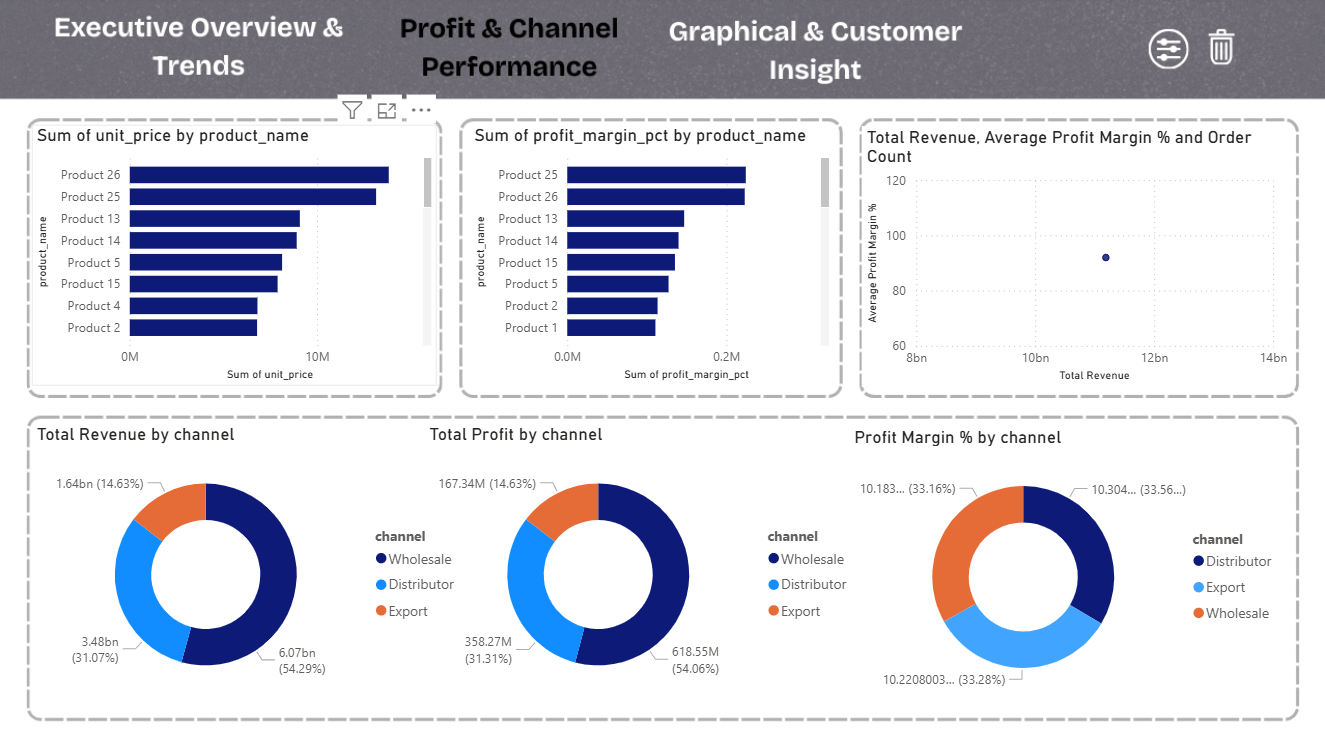 Executive Overview &
Trends
Profit & Channel
Performance
Graphical & Customer
Insight
Sum of unit_price by product_name
product_name
Product 26
Product 25
Product 13
Product 14
Product 5
Product 15
Product 4
Product 2
0M
10M
Sum of unit_price
Sum of profit_margin_pct by product_name
product_name
Product 25
Product 26
Product 13
Product 14
Product 15
Product 5
Product 2
Product 1
0.0M
0.2M
Sum of profit_margin_pct
Total Revenue, Average Profit Margin % and Order
Count
Average Profit Margin %
120
100
80
60
8bn
10bn
12bn
14bn
Total Revenue
Total Revenue by channel
1.64bn (14.63%)
3.48bn
(31.07%)
6.07bn
(54.29%)
channel
Wholesale
Distributor
Export
Total Profit by channel
167.34M (14.63%)
358.27M
(31.31%)
618.55M
(54.06%)
channel
Wholesale
Distributor
Export
Profit Margin % by channel
10.183... (33.16%)
10.304... (33.56...)
10.2208003... (33.28%)
channel
Distributor
Export
Wholesale